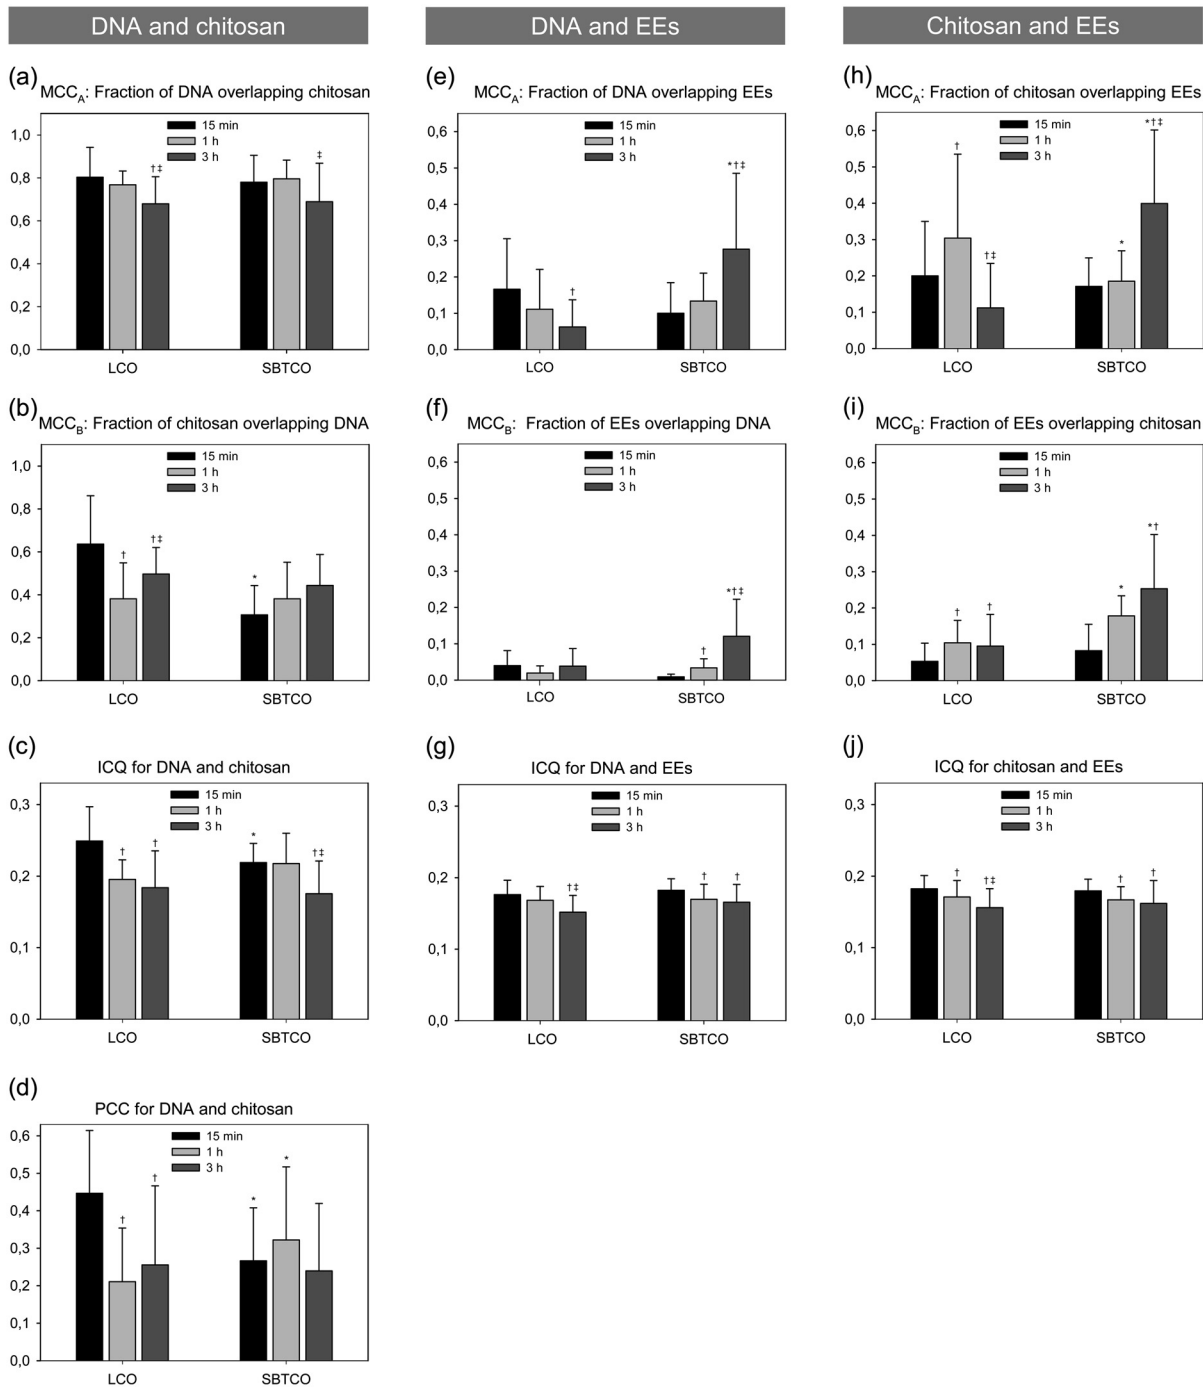 DNA and chitosan
(a)
MCCA: Fraction of DNA overlapping chitosan
15 min
1 h
3 h
1,0
0,8
0,6
0,4
0,2
0,0
†‡
‡
LCO
SBTCO
(b)
MCCB: Fraction of chitosan overlapping DNA
15 min
1 h
3 h
1,0
0,8
0,6
0,4
0,2
0,0
†
†‡
*
LCO
SBTCO
(c)
ICQ for DNA and chitosan
15 min
1 h
3 h
0,3
0,2
0,1
0,0
†
†
*
†‡
LCO
SBTCO
(d)
PCC for DNA and chitosan
15 min
1 h
3 h
0,6
0,5
0,4
0,3
0,2
0,1
0,0
†
†
*
*
LCO
SBTCO
DNA and EEs
(e)
MCCA: Fraction of DNA overlapping EEs
15 min
1 h
3 h
0,6
0,5
0,4
0,3
0,2
0,1
0,0
†
*†‡
LCO
SBTCO
(f)
MCCB: Fraction of EEs overlapping DNA
15 min
1 h
3 h
0,6
0,5
0,4
0,3
0,2
0,1
0,0
†
*†‡
LCO
SBTCO
(g)
ICQ for DNA and EEs
15 min
1 h
3 h
0,3
0,2
0,1
0,0
†‡
†
†
LCO
SBTCO
Chitosan and EEs
(h)
MCCA: Fraction of chitosan overlapping EEs
15 min
1 h
3 h
0,6
0,5
0,4
0,3
0,2
0,1
0,0
†
†‡
*
*†‡
LCO
SBTCO
(i)
MCCB: Fraction of EEs overlapping chitosan
15 min
1 h
3 h
0,6
0,5
0,4
0,3
0,2
0,1
0,0
†
†
*
*†
LCO
SBTCO
(j)
ICQ for chitosan and EEs
15 min
1 h
3 h
0,3
0,2
0,1
0,0
†
†‡
†
†
LCO
SBTCO